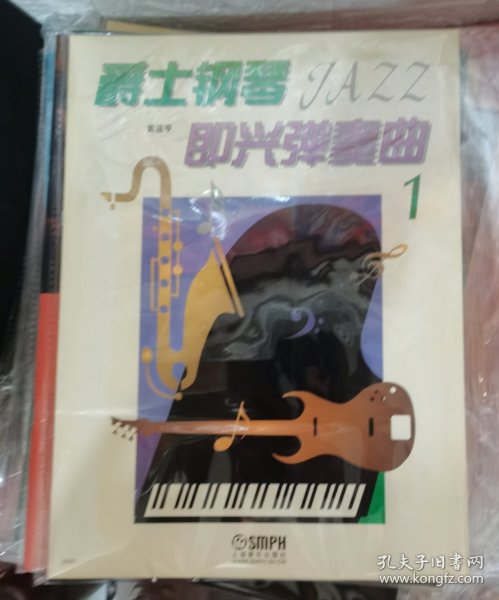 爵士钢琴 JAZZ
即兴弹奏曲
1
SMPH
上海音乐出版社
孔夫子旧书网
www.kongfz.com